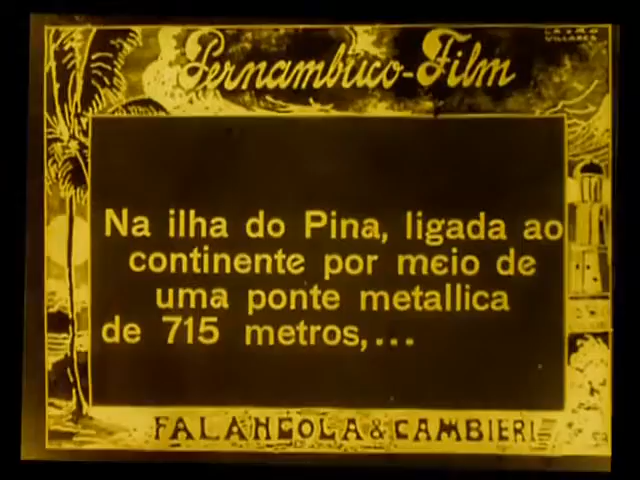 Pernambuco-Film
Na ilha do Pina, ligada ao
continente por meio de
uma ponte metallica
de 715 metros,...
FALANGOLA & CAMBIERI